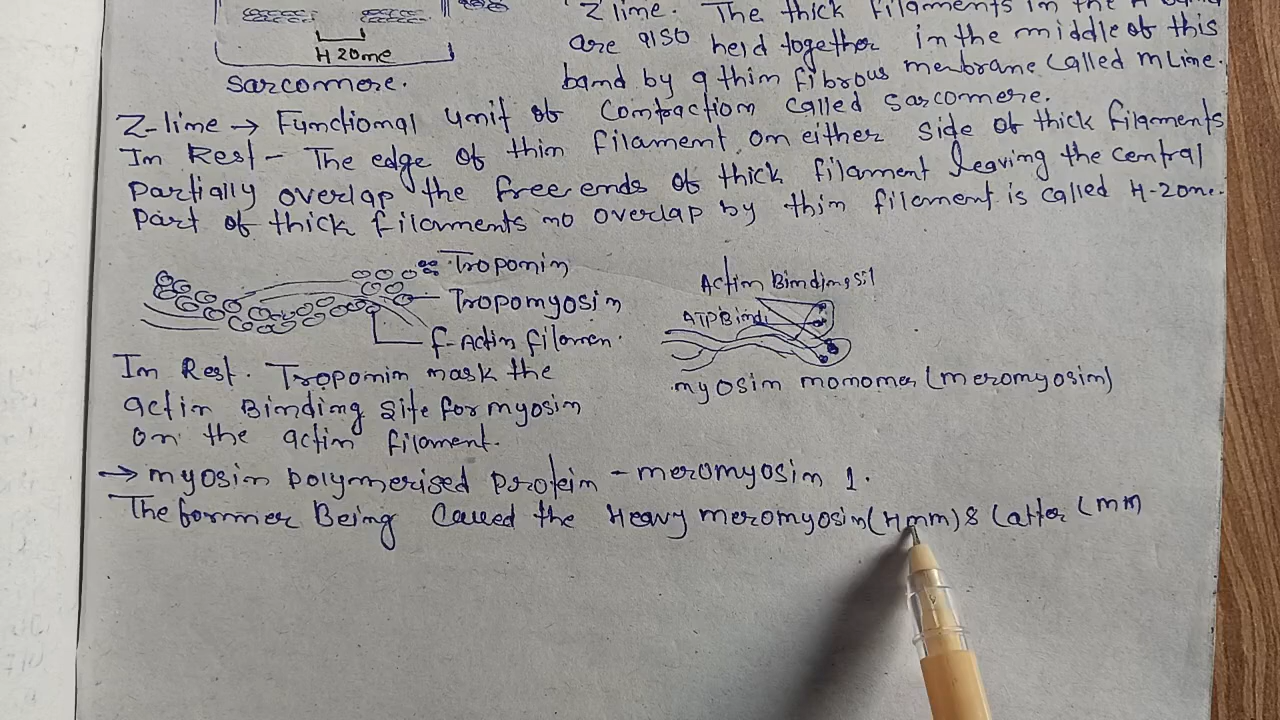 H Zone
sarcomere.
Z line. The thick filaments in the H band
are also held together in the middle of this
band by a thin fibrous membrane called m Line.
Z-line → Functional unit of contraction called sarcomere.
In Rest - The edge of thin filament on either side of thick filaments
Partially overlap the free ends of thick filament leaving the central
Part of thick filaments no overlap by thin filement is called H-zone.
Troponin
Tropomyosin
f-Actin filamen.
Actin Binding sit
ATP Bindi
myosin monomer (meromyosin)
In Rest. Troponin mask the
actin Binding site for myosin
on the actin filament.
→ myosin polymerised protein - meromyosin 1.
The former Being called the Heavy meromyosin (HMM) & latter LMM